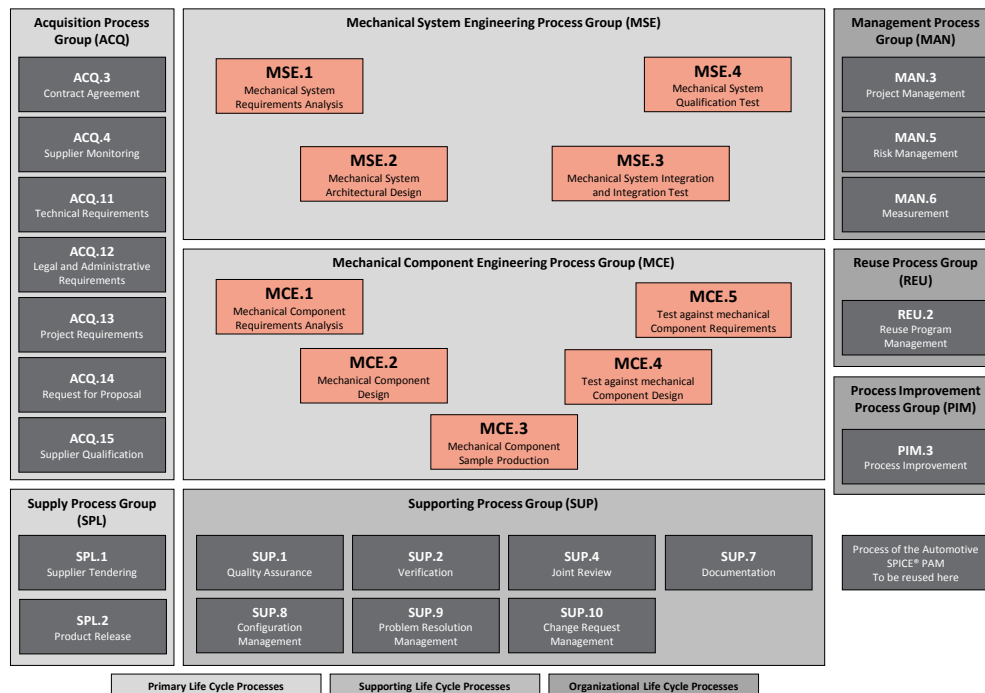 Acquisition Process
Group (ACQ)
ACQ.3
Contract Agreement
ACQ.4
Supplier Monitoring
ACQ.11
Technical Requirements
ACQ.12
Legal and Administrative
Requirements
ACQ.13
Project Requirements
ACQ.14
Request for Proposal
ACQ.15
Supplier Qualification
Supply Process Group
(SPL)
SPL.1
Supplier Tendering
SPL.2
Product Release
Mechanical System Engineering Process Group (MSE)
MSE.1
Mechanical System
Requirements Analysis
MSE.4
Mechanical System
Qualification Test
MSE.2
Mechanical System
Architectural Design
MSE.3
Mechanical System Integration
and Integration Test
Mechanical Component Engineering Process Group (MCE)
MCE.1
Mechanical Component
Requirements Analysis
MCE.5
Test against mechanical
Component Requirements
MCE.2
Mechanical Component
Design
MCE.4
Test against mechanical
Component Design
MCE.3
Mechanical Component
Sample Production
Supporting Process Group (SUP)
SUP.1
Quality Assurance
SUP.2
Verification
SUP.4
Joint Review
SUP.7
Documentation
SUP.8
Configuration
Management
SUP.9
Problem Resolution
Management
SUP.10
Change Request
Management
Management Process
Group (MAN)
MAN.3
Project Management
MAN.5
Risk Management
MAN.6
Measurement
Reuse Process Group
(REU)
REU.2
Reuse Program
Management
Process Improvement
Process Group (PIM)
PIM.3
Process Improvement
Process of the Automotive
SPICE® PAM
To be reused here
Primary Life Cycle Processes
Supporting Life Cycle Processes
Organizational Life Cycle Processes